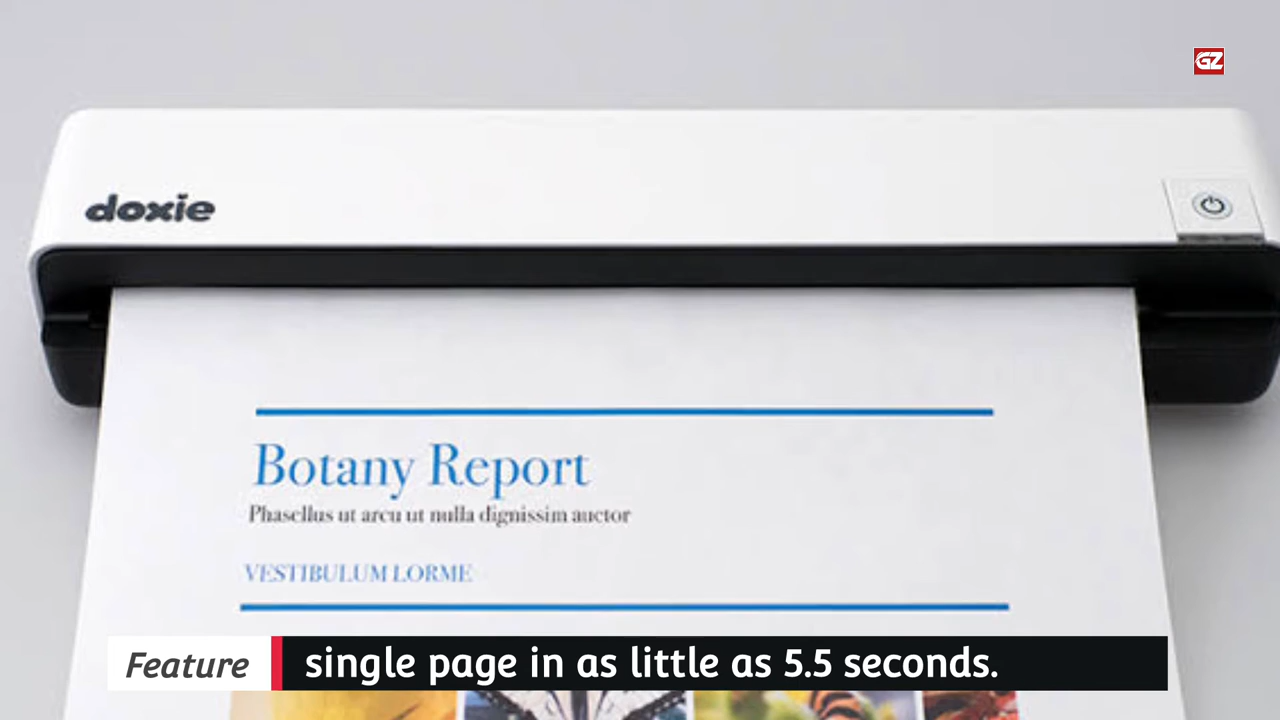 GZ
doxie
Botany Report
Phasellus ut arcu ut nulla dignissim auctor
VESTIBULUM LORME
Feature single page in as little as 5.5 seconds.